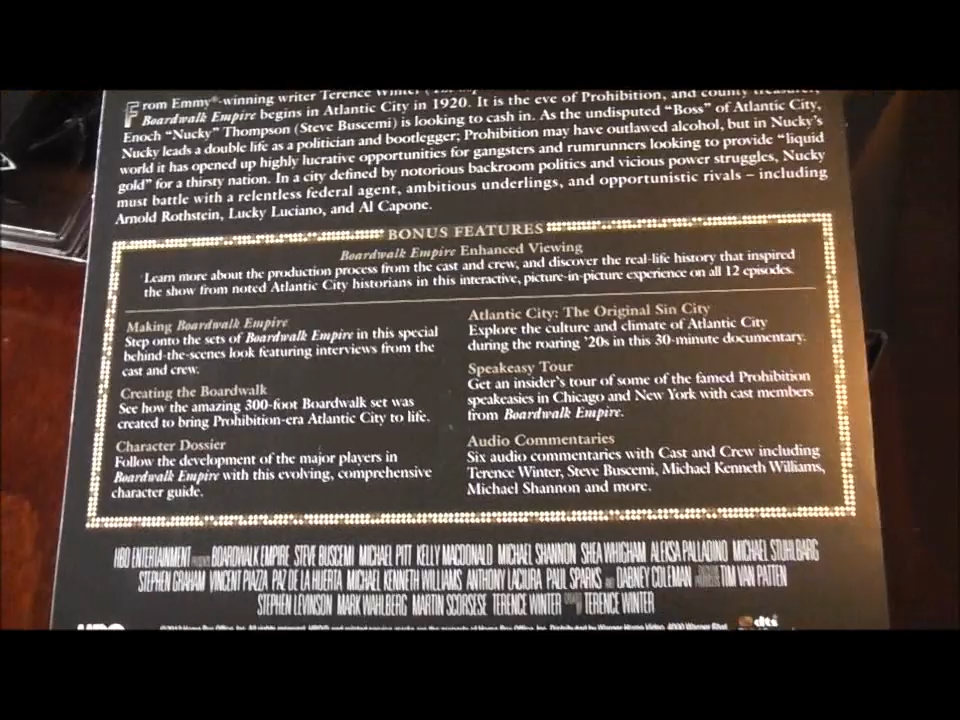 From Emmy®-winning writer Terence Winter
Boardwalk Empire begins in Atlantic City in 1920. It is the eve of Prohibition, and county treasurer,
Enoch “Nucky” Thompson (Steve Buscemi) is looking to cash in. As the undisputed “Boss” of Atlantic City,
Nucky leads a double life as a politician and bootlegger; Prohibition may have outlawed alcohol, but in Nucky’s
world it has opened up highly lucrative opportunities for gangsters and rumrunners looking to provide “liquid
gold” for a thirsty nation. In a city defined by notorious backroom politics and vicious power struggles, Nucky
must battle with a relentless federal agent, ambitious underlings, and opportunistic rivals – including
Arnold Rothstein, Lucky Luciano, and Al Capone.
BONUS FEATURES
Boardwalk Empire Enhanced Viewing
Learn more about the production process from the cast and crew, and discover the real-life history that inspired
the show from noted Atlantic City historians in this interactive, picture-in-picture experience on all 12 episodes.
Making Boardwalk Empire
Step onto the sets of Boardwalk Empire in this special
behind-the-scenes look featuring interviews from the
cast and crew.
Creating the Boardwalk
See how the amazing 300-foot Boardwalk set was
created to bring Prohibition-era Atlantic City to life.
Character Dossier
Follow the development of the major players in
Boardwalk Empire with this evolving, comprehensive
character guide.
Atlantic City: The Original Sin City
Explore the culture and climate of Atlantic City
during the roaring ’20s in this 30-minute documentary.
Speakeasy Tour
Get an insider’s tour of some of the famed Prohibition
speakeasies in Chicago and New York with cast members
from Boardwalk Empire.
Audio Commentaries
Six audio commentaries with Cast and Crew including
Terence Winter, Steve Buscemi, Michael Kenneth Williams,
Michael Shannon and more.
HBO ENTERTAINMENT BOARDWALK EMPIRE STEVE BUSCEMI MICHAEL PITT KELLY MACDONALD MICHAEL SHANNON SHEA WHIGHAM ALEKSA PALLADINO MICHAEL STUHLBARG
STEPHEN GRAHAM VINCENT PIAZZA PAZ DE LA HUERTA MICHAEL KENNETH WILLIAMS ANTHONY LACIURA PAUL SPARKS AND DABNEY COLEMAN TIM VAN PATTEN
STEPHEN LEVINSON MARK WAHLBERG MARTIN SCORSESE TERENCE WINTER TERENCE WINTER
HBO
dts